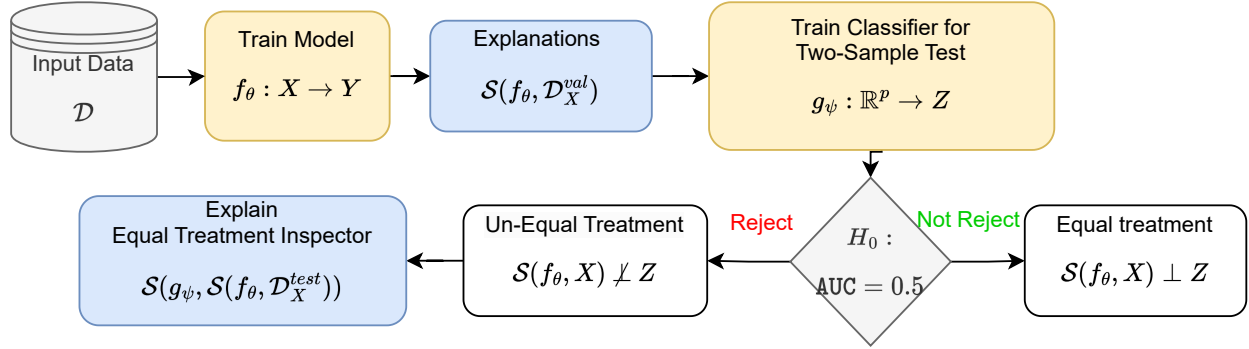 Input Data
𝒟
Train Model
f_θ : X → Y
Explanations
𝒮(f_θ, 𝒟_X^{val})
Train Classifier for
Two-Sample Test
g_ψ : ℝ^p → Z
H_0 :
AUC = 0.5
Reject
Not Reject
Un-Equal Treatment
𝒮(f_θ, X) ⊥̸ Z
Equal treatment
𝒮(f_θ, X) ⊥ Z
Explain
Equal Treatment Inspector
𝒮(g_ψ, 𝒮(f_θ, 𝒟_X^{test}))